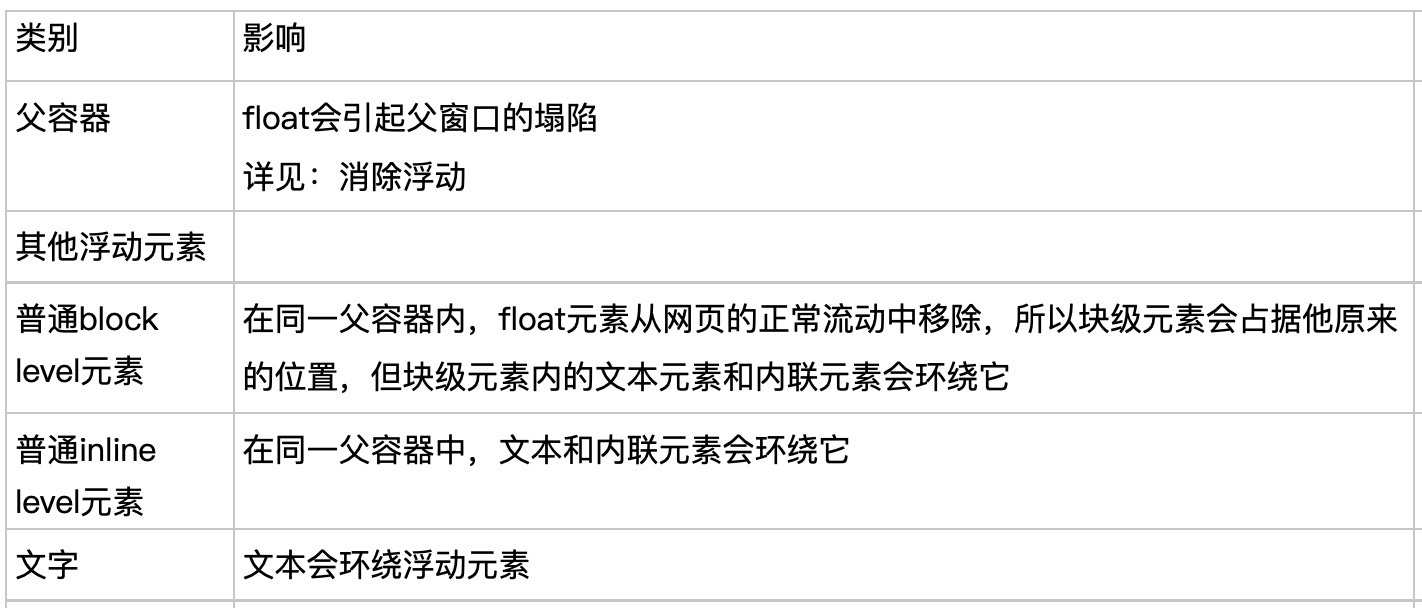 类别
影响
父容器
float会引起父窗口的塌陷
详见：消除浮动
其他浮动元素
普通block
level元素
在同一父容器内，float元素从网页的正常流动中移除，所以块级元素会占据他原来
的位置，但块级元素内的文本元素和内联元素会环绕它
普通inline
level元素
在同一父容器中，文本和内联元素会环绕它
文字
文本会环绕浮动元素